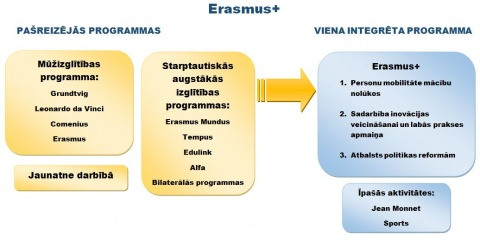 Erasmus+
PAŠREIZĒJĀS PROGRAMMAS
VIENA INTEGRĒTA PROGRAMMA
Mūžizglītības
programma:
Grundtvig
Leonardo da Vinci
Comenius
Erasmus
Jaunatne darbībā
Starptautiskās
augstākās
izglītības
programmas:
Erasmus Mundus
Tempus
Edulink
Alfa
Bilaterālās programmas
Erasmus+
1. Personu mobilitāte mācību
nolūkos
2. Sadarbība inovācijas
veicināšanai un labās prakses
apmaiņa
3. Atbalsts politikas reformām
Īpašās aktivitātes:
Jean Monnet
Sports